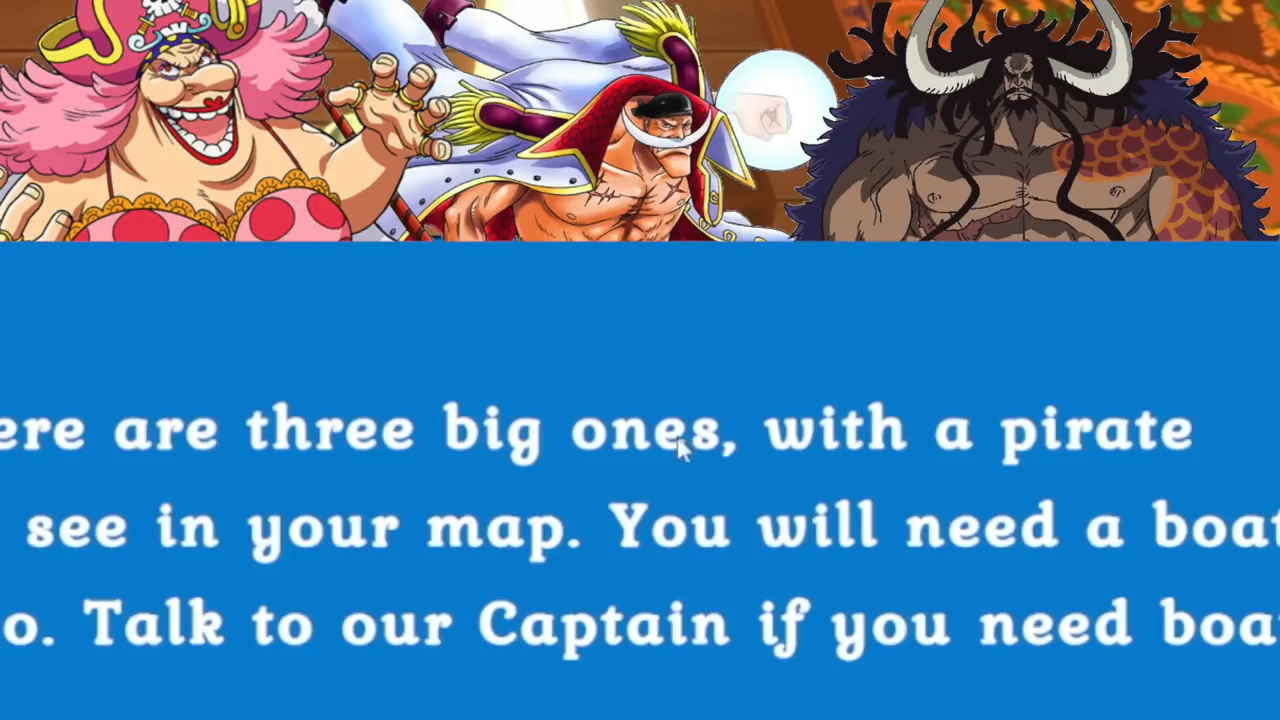 ere are three big ones, with a pirate
see in your map. You will need a boat
o. Talk to our Captain if you need boa